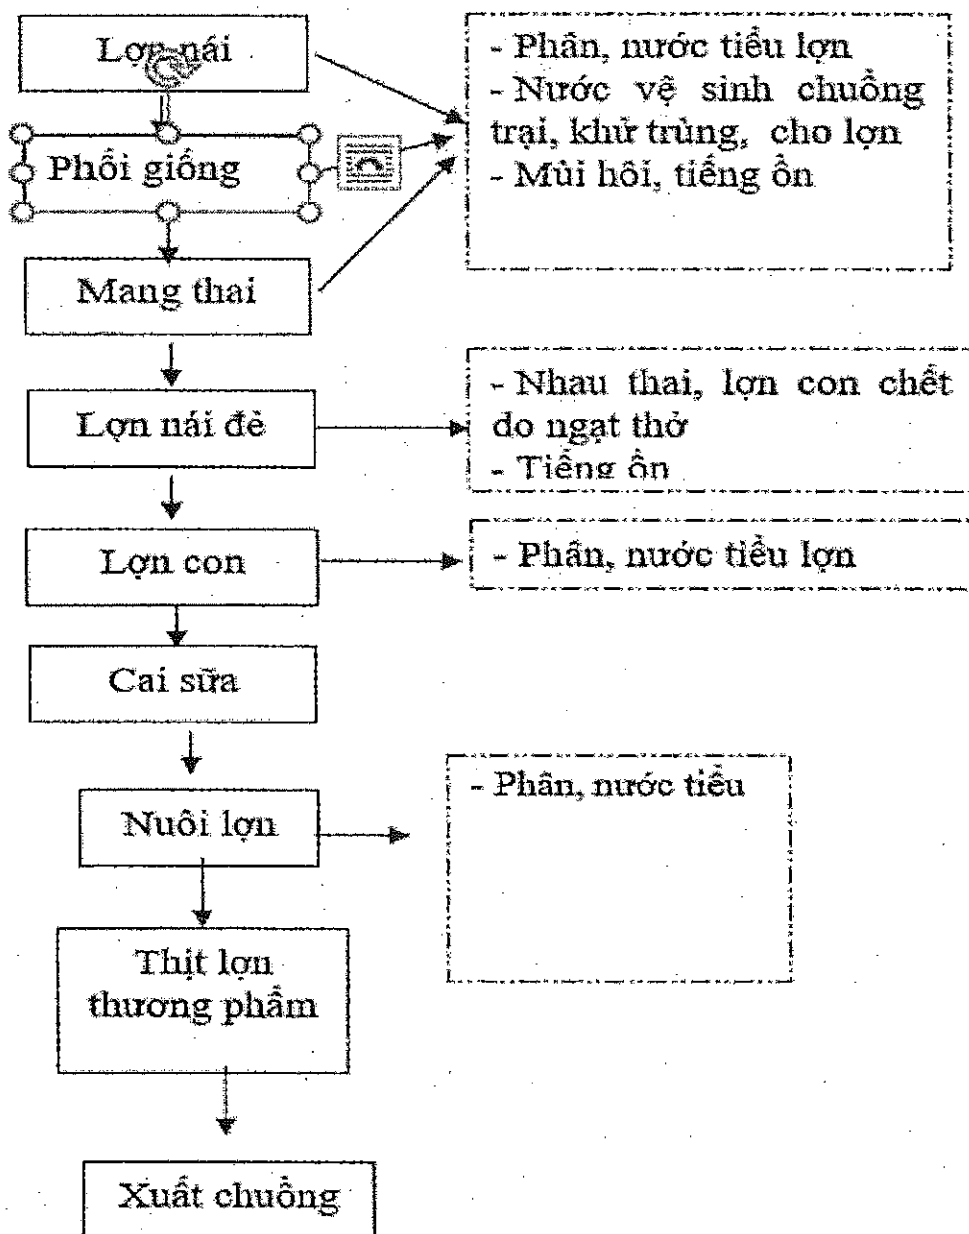 Lợn nái
- Phân, nước tiểu lợn
- Nước vệ sinh chuồng
trại, khử trùng, cho lợn
- Mùi hôi, tiếng ồn
Phối giống
Mang thai
- Nhau thai, lợn con chết
do ngạt thở
- Tiếng ồn
Lợn nái đẻ
Lợn con
- Phân, nước tiểu lợn
Cai sữa
- Phân, nước tiểu
Nuôi lợn
Thịt lợn
thương phẩm
Xuất chuồng